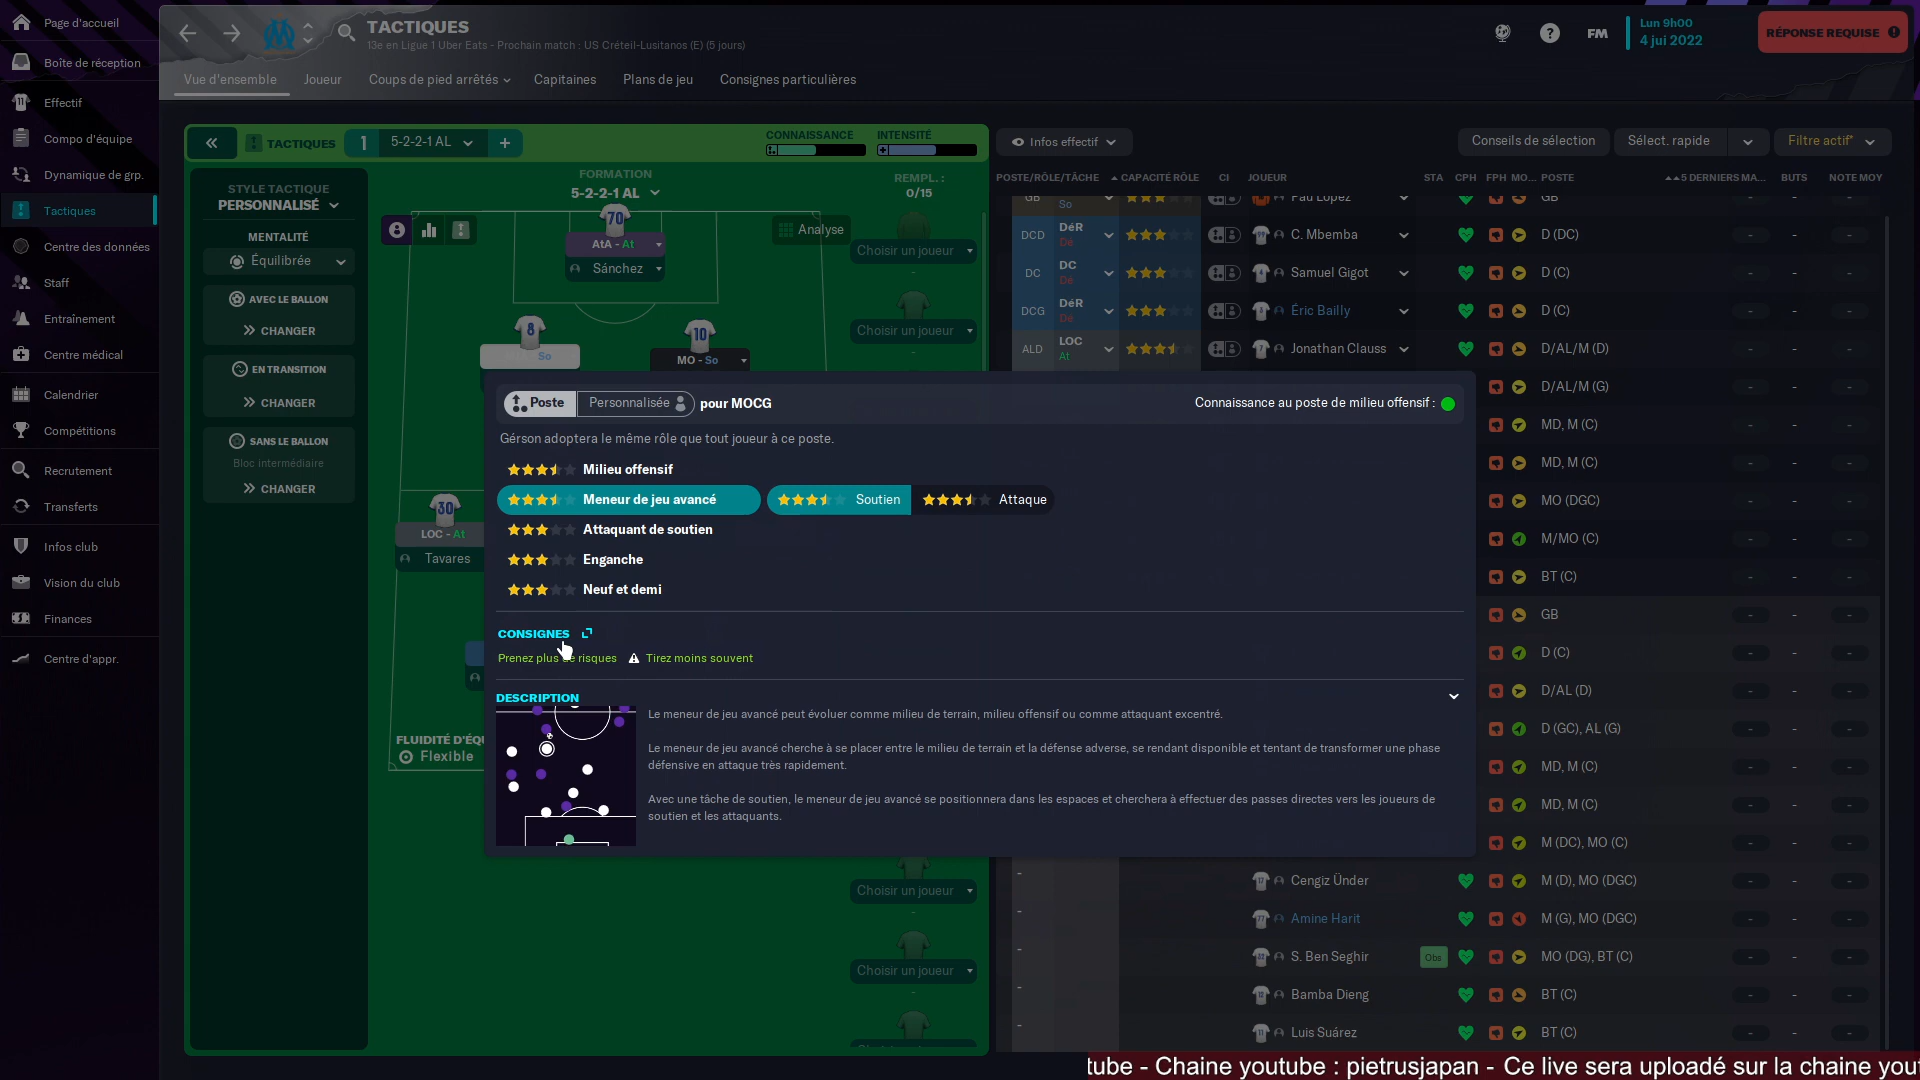 Page d'accueil
Boîte de réception
Effectif
Compo d'équipe
Dynamique de grp.
Tactiques
Centre des données
Staff
Entraînement
Centre médical
Calendrier
Compétitions
Recrutement
Transferts
Infos club
Vision du club
Finances
Centre d'appr.
TACTIQUES
13e en Ligue 1 Uber Eats - Prochain match : US Créteil-Lusitanos (E) (5 jours)
FM
Lun 9h00
4 jui 2022
RÉPONSE REQUISE
Vue d'ensemble
Joueur
Coups de pied arrêtés
Capitaines
Plans de jeu
Consignes particulières
TACTIQUES
1
5-2-2-1 AL
CONNAISSANCE
INTENSITÉ
STYLE TACTIQUE
PERSONNALISÉ
MENTALITÉ
Équilibrée
AVEC LE BALLON
CHANGER
EN TRANSITION
CHANGER
SANS LE BALLON
Bloc intermédiaire
CHANGER
FORMATION
5-2-2-1 AL
REMPL. :
0/15
Analyse
70
AtA - At
Sánchez
8
So
10
MO - So
30
LOC - At
Tavares
Flexible
Choisir un joueur
Choisir un joueur
Choisir un joueur
Choisir un joueur
Infos effectif
Conseils de sélection
Sélect. rapide
Filtre actif*
POSTE/RÔLE/TÂCHE
CAPACITÉ RÔLE
CI
JOUEUR
STA
CPH
FPH
MO...
POSTE
5 DERNIERS MA...
BUTS
NOTE MOY
GB So Pau López GB
DCD DéR Dé C. Mbemba D (DC)
DC DC Dé Samuel Gigot D (C)
DCG DéR Dé Éric Bailly D (C)
ALD LOC At Jonathan Clauss D/AL/M (D)
D/AL/M (G)
MD, M (C)
MD, M (C)
MO (DGC)
M/MO (C)
BT (C)
GB
D (C)
D/AL (D)
D (GC), AL (G)
MD, M (C)
MD, M (C)
M (DC), MO (C)
Cengiz Ünder M (D), MO (DGC)
Amine Harit M (G), MO (DGC)
S. Ben Seghir Obs MO (DG), BT (C)
Bamba Dieng BT (C)
Luis Suárez BT (C)
Poste
Personnalisée
pour MOCG
Connaissance au poste de milieu offensif :
Gérson adoptera le même rôle que tout joueur à ce poste.
Milieu offensif
Meneur de jeu avancé
Soutien
Attaque
Attaquant de soutien
Enganche
Neuf et demi
CONSIGNES
Prenez plus de risques
Tirez moins souvent
DESCRIPTION
Le meneur de jeu avancé peut évoluer comme milieu de terrain, milieu offensif ou comme attaquant excentré.
Le meneur de jeu avancé cherche à se placer entre le milieu de terrain et la défense adverse, se rendant disponible et tentant de transformer une phase
défensive en attaque très rapidement.
Avec une tâche de soutien, le meneur de jeu avancé se positionnera dans les espaces et cherchera à effectuer des passes directes vers les joueurs de
soutien et les attaquants.
tube - Chaine youtube : pietrusjapan - Ce live sera uploadé sur la chaine you